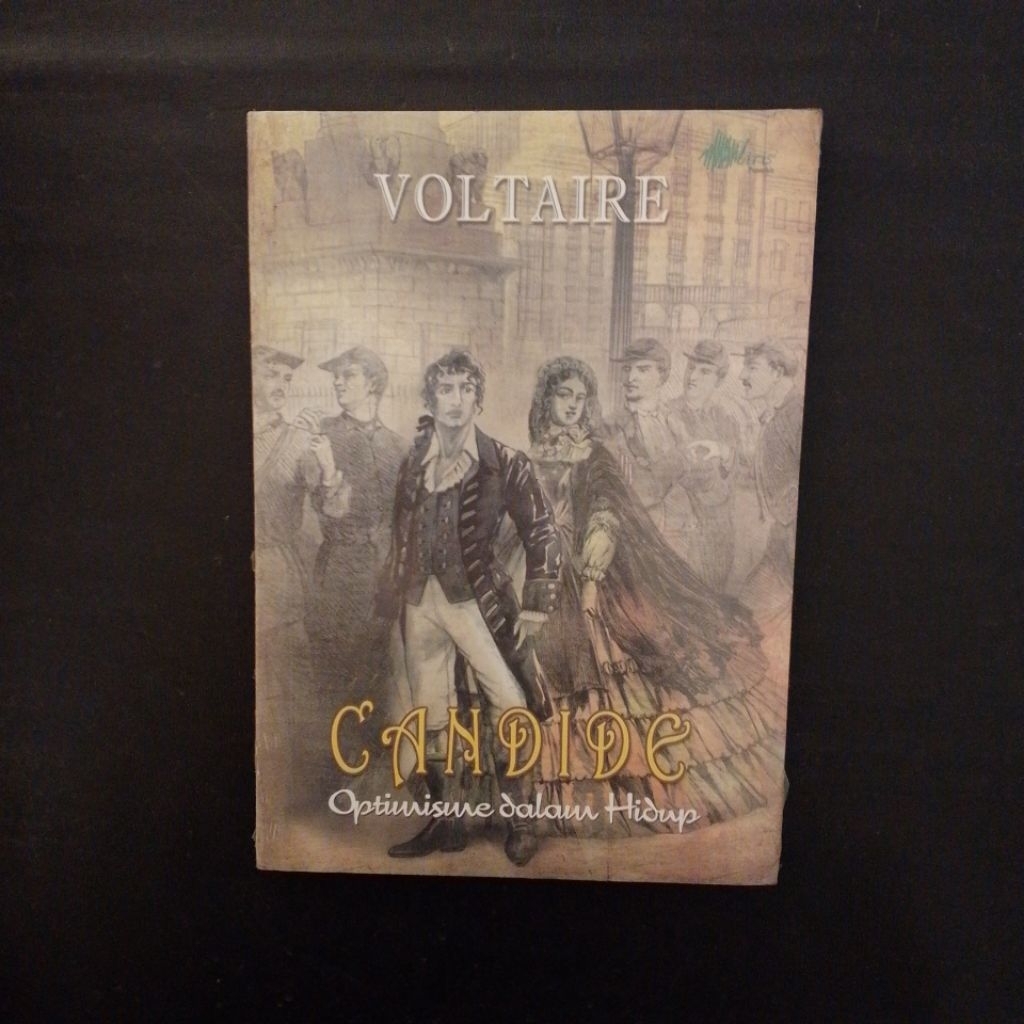 VOLTAIRE
CANDIDE
Optimisme dalam Hidup